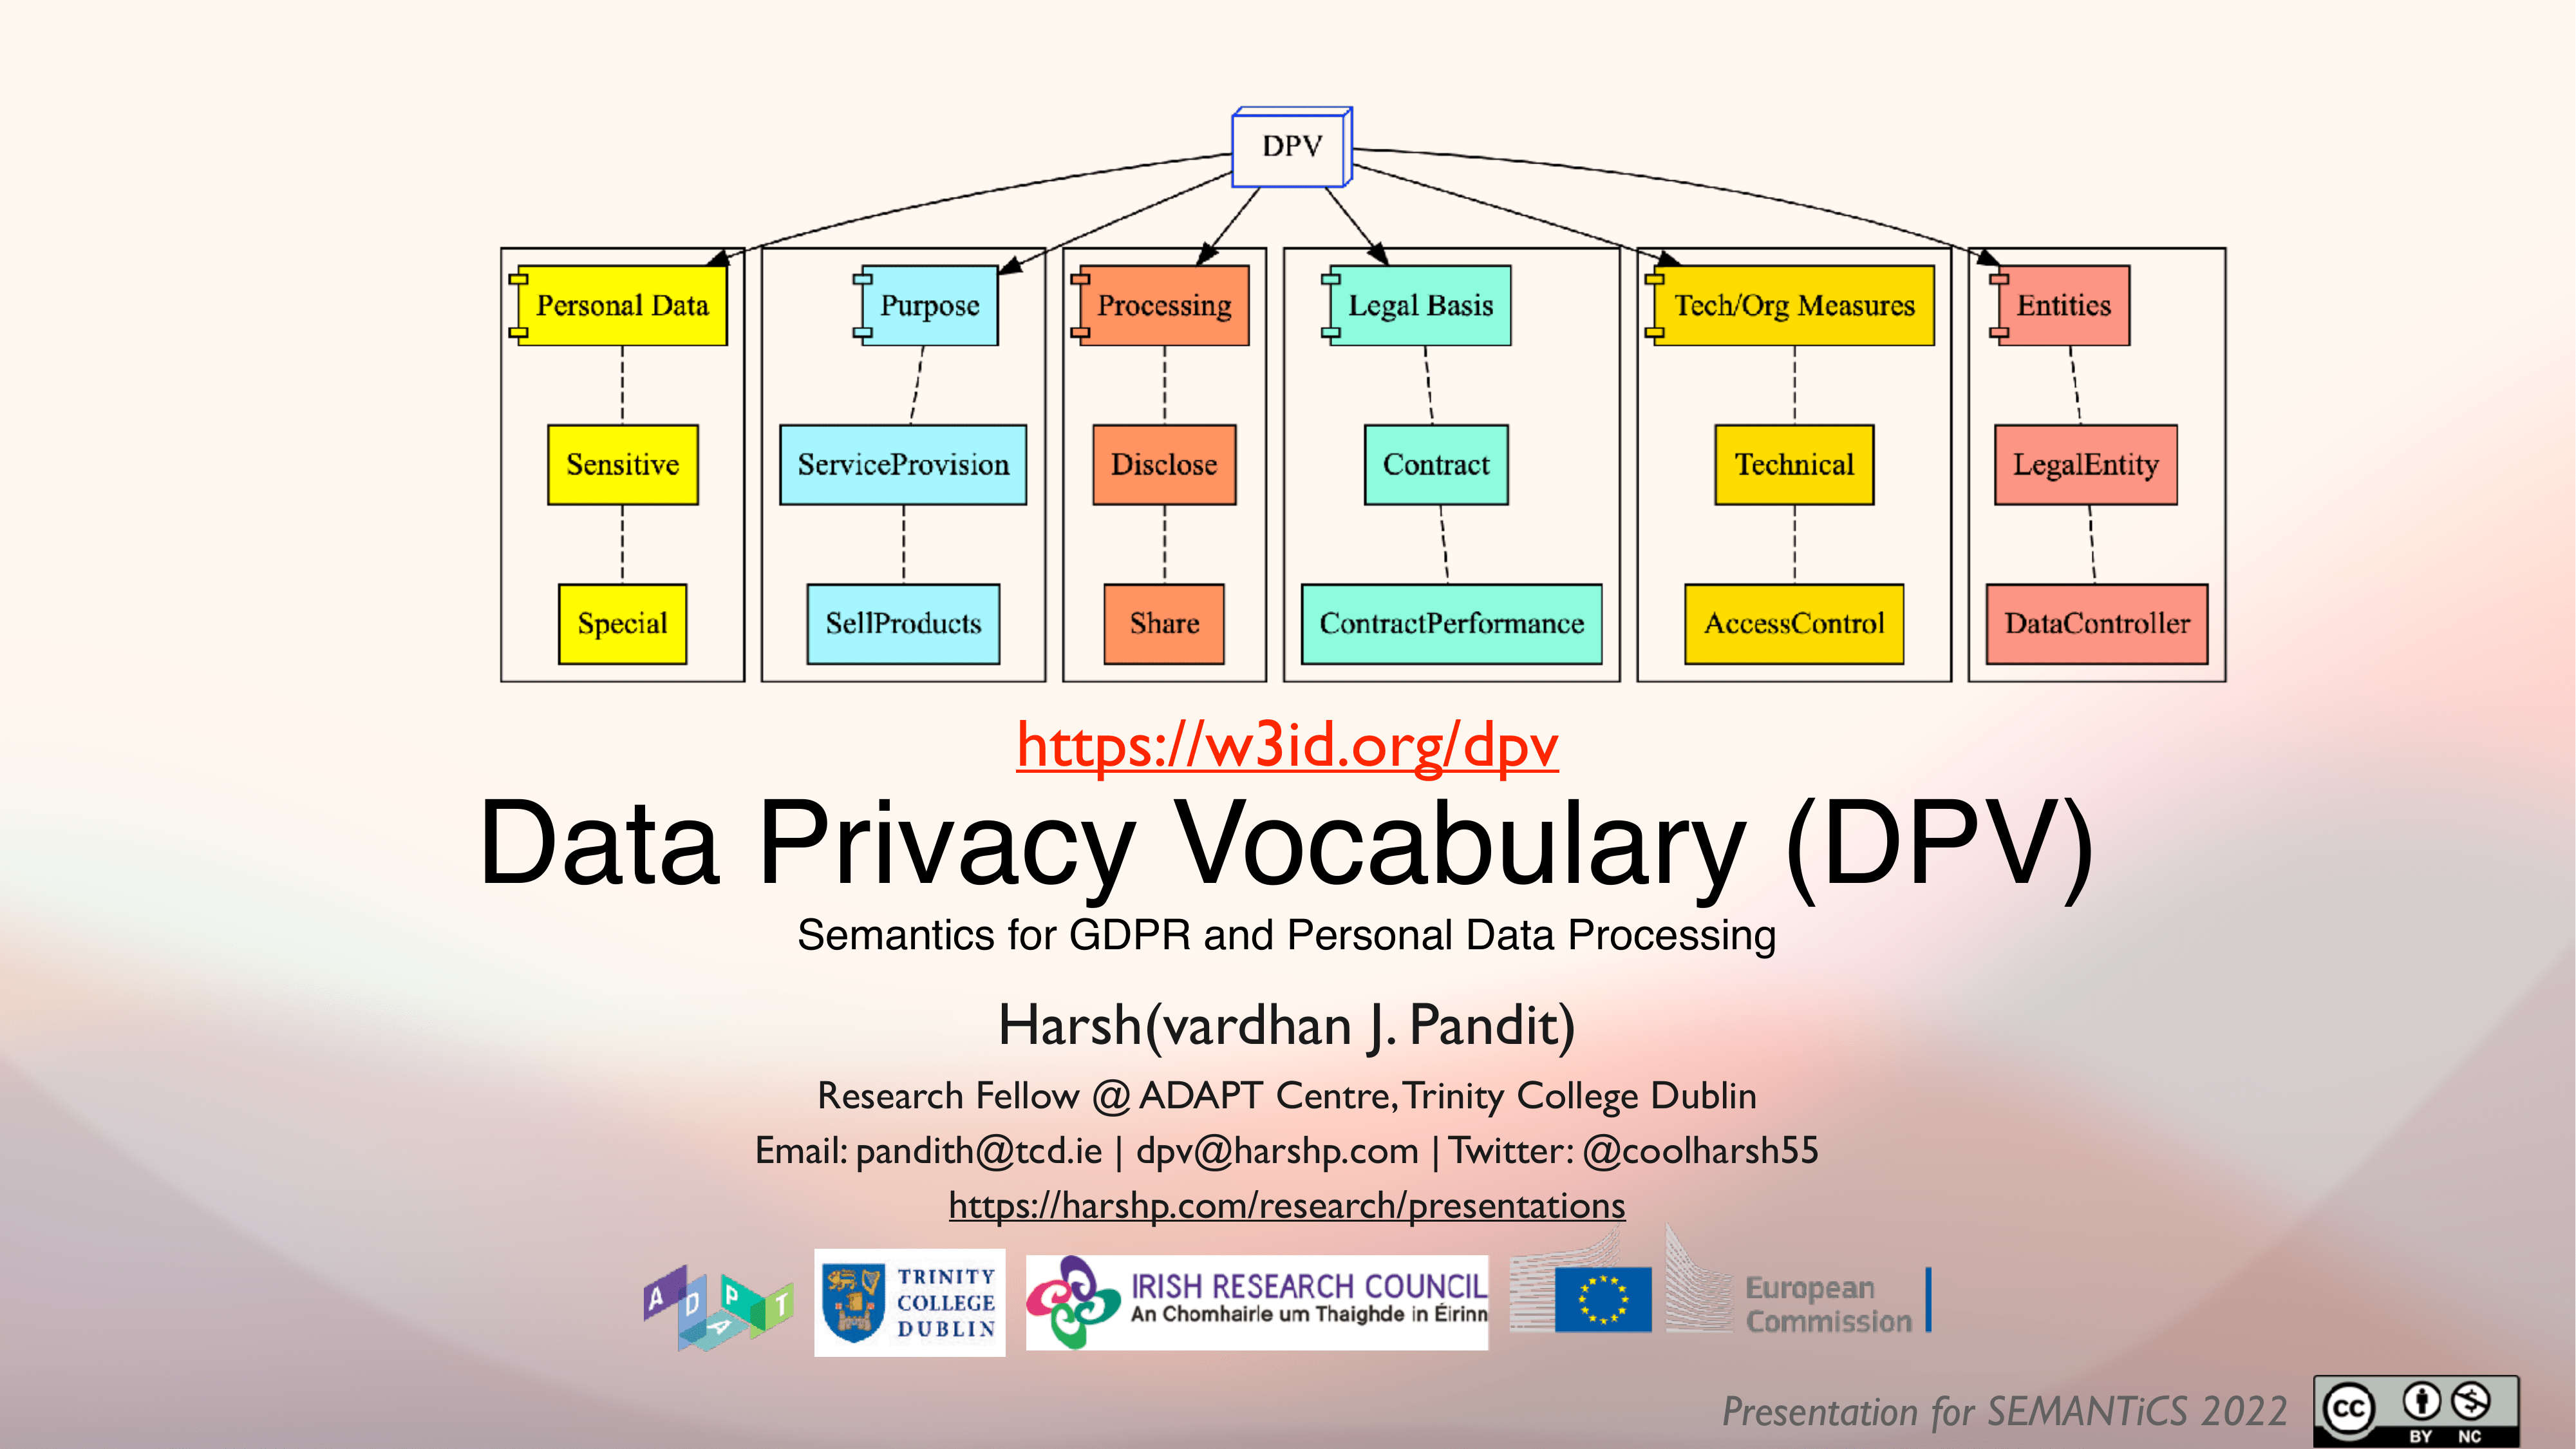 DPV
Personal Data
Purpose
Processing
Legal Basis
Tech/Org Measures
Entities
Sensitive
ServiceProvision
Disclose
Contract
Technical
LegalEntity
Special
SellProducts
Share
ContractPerformance
AccessControl
DataController
https://w3id.org/dpv
Data Privacy Vocabulary (DPV)
Semantics for GDPR and Personal Data Processing
Harsh(vardhan J. Pandit)
Research Fellow @ ADAPT Centre, Trinity College Dublin
Email: pandith@tcd.ie | dpv@harshp.com | Twitter: @coolharsh55
https://harshp.com/research/presentations
ADAPT
TRINITY
COLLEGE
DUBLIN
IRISH RESEARCH COUNCIL
An Chomhairle um Thaighde in Éirinn
European
Commission
Presentation for SEMANTiCS 2022
cc
BY NC